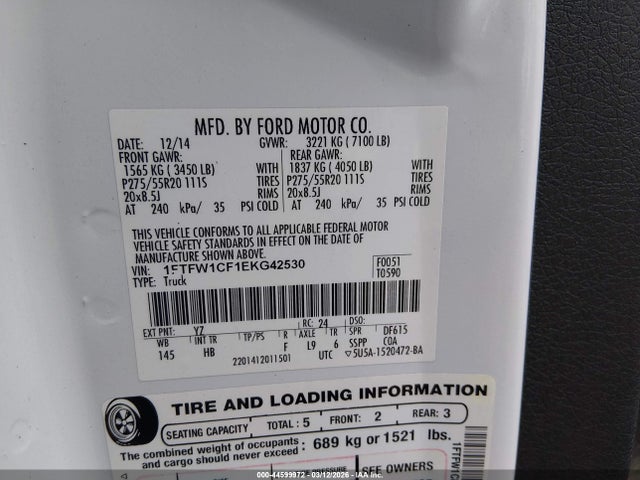 MFD. BY FORD MOTOR CO.
DATE: 12/14 GVWR: 3221 KG ( 7100 LB)
FRONT GAWR: REAR GAWR:
1565 KG ( 3450 LB) WITH 1837 KG ( 4050 LB) WITH
P275/55R20 111S TIRES P275/55R20 111S TIRES
20x8.5J RIMS 20x8.5J RIMS
AT 240 kPa/ 35 PSI COLD AT 240 kPa/ 35 PSI COLD
THIS VEHICLE CONFORMS TO ALL APPLICABLE FEDERAL MOTOR
VEHICLE SAFETY STANDARDS IN EFFECT ON THE DATE OF
MANUFACTURE SHOWN ABOVE.
VIN: 1FTFW1CF1EKG42530 F0051
TYPE: Truck T0590
EXT PNT: YZ RC: 24 DSO:
WB INT TR TP/PS R AXLE TR SPR DF615
145 HB F L9 6 SSPP COA
2201412011501 UTC ▽5U5A-1520472-BA
TIRE AND LOADING INFORMATION
SEATING CAPACITY TOTAL: 5 FRONT: 2 REAR: 3
The combined weight of occupants
and cargo should never exceed: 689 kg or 1521 lbs.
SEE OWNERS
1FTFW1C
000-44599972 - 03/12/2026 - IAA